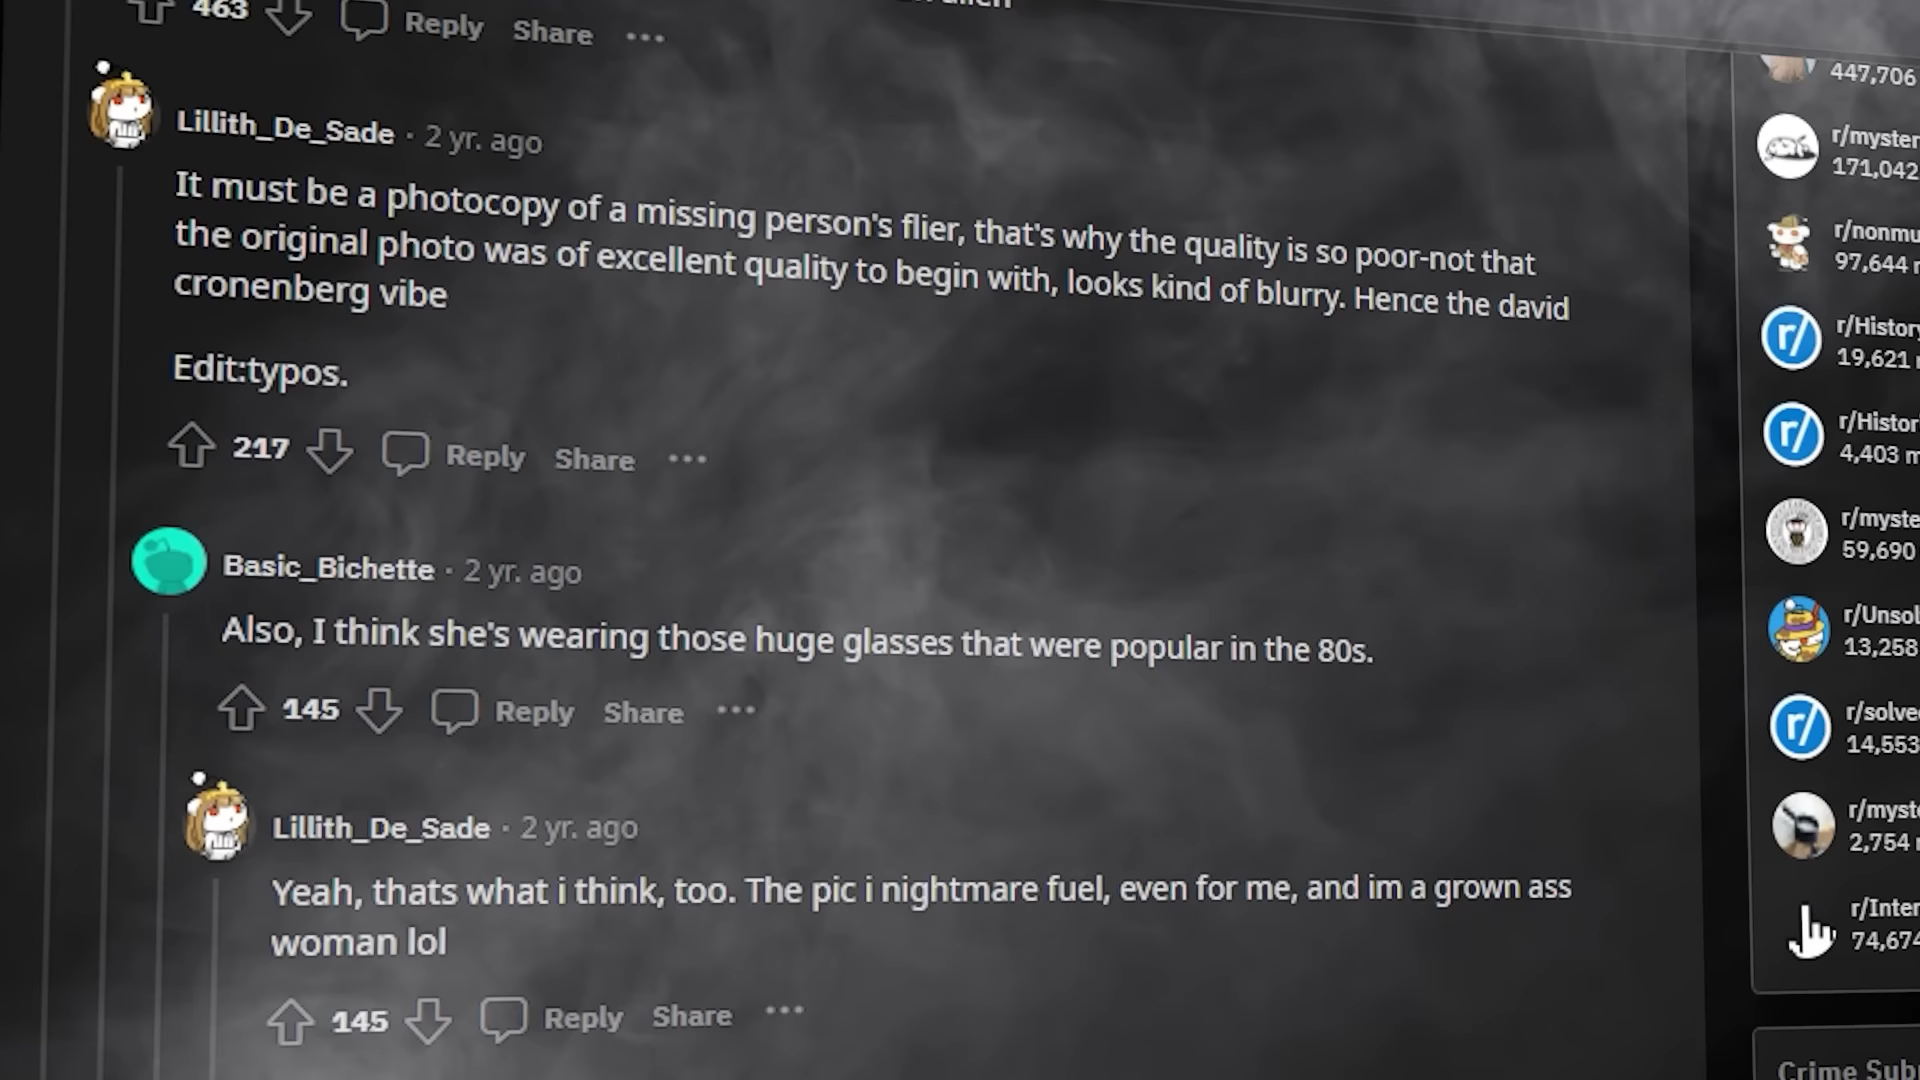 463 Reply Share
Lillith_De_Sade · 2 yr. ago
It must be a photocopy of a missing person's flier, that's why the quality is so poor-not that
the original photo was of excellent quality to begin with, looks kind of blurry. Hence the david
cronenberg vibe
Edit:typos.
217 Reply Share
Basic_Bichette · 2 yr. ago
Also, I think she's wearing those huge glasses that were popular in the 80s.
145 Reply Share
Lillith_De_Sade · 2 yr. ago
Yeah, thats what i think, too. The pic i nightmare fuel, even for me, and im a grown ass
woman lol
145 Reply Share
447,706
r/myster
171,042
r/nonmu
97,644
r/History
19,621
r/Histor
4,403
r/myste
59,690
r/Unsol
13,258
r/solve
14,553
r/myste
2,754
r/Inter
74,674
Crime Sub